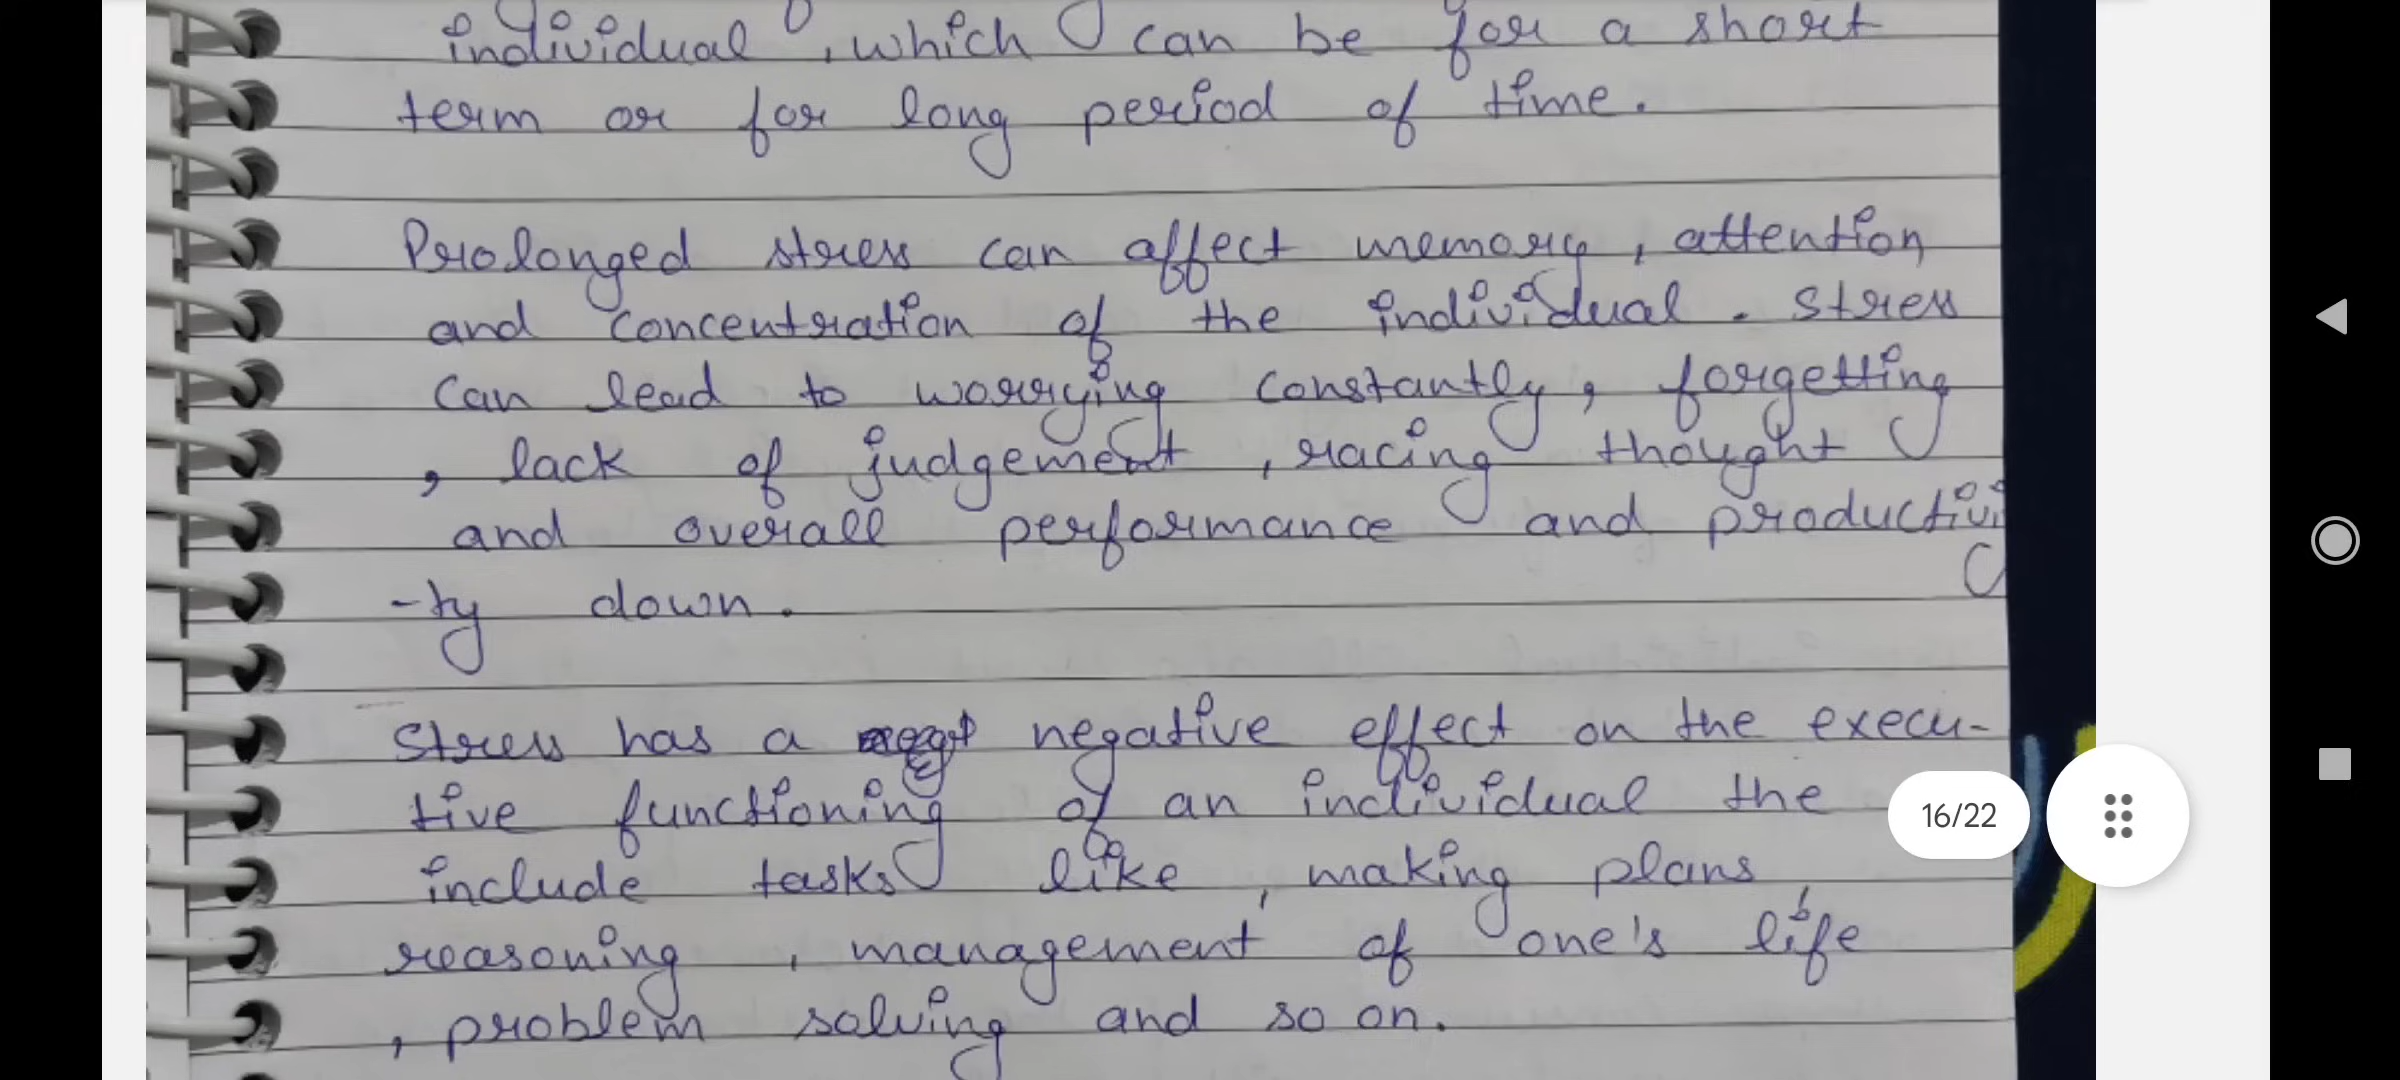 individual, which can be for a short
term or for long period of time.
Prolonged stress can affect memory, attention
and concentration of the individual. Stress
can lead to worrying constantly, forgetting
, lack of judgement, racing thought
and overall performance and productivi
-ty down.
Stress has a negative effect on the execu-
tive functioning of an individual the
include tasks like, making plans,
reasoning, management of one's life
, problem solving and so on.
16/22